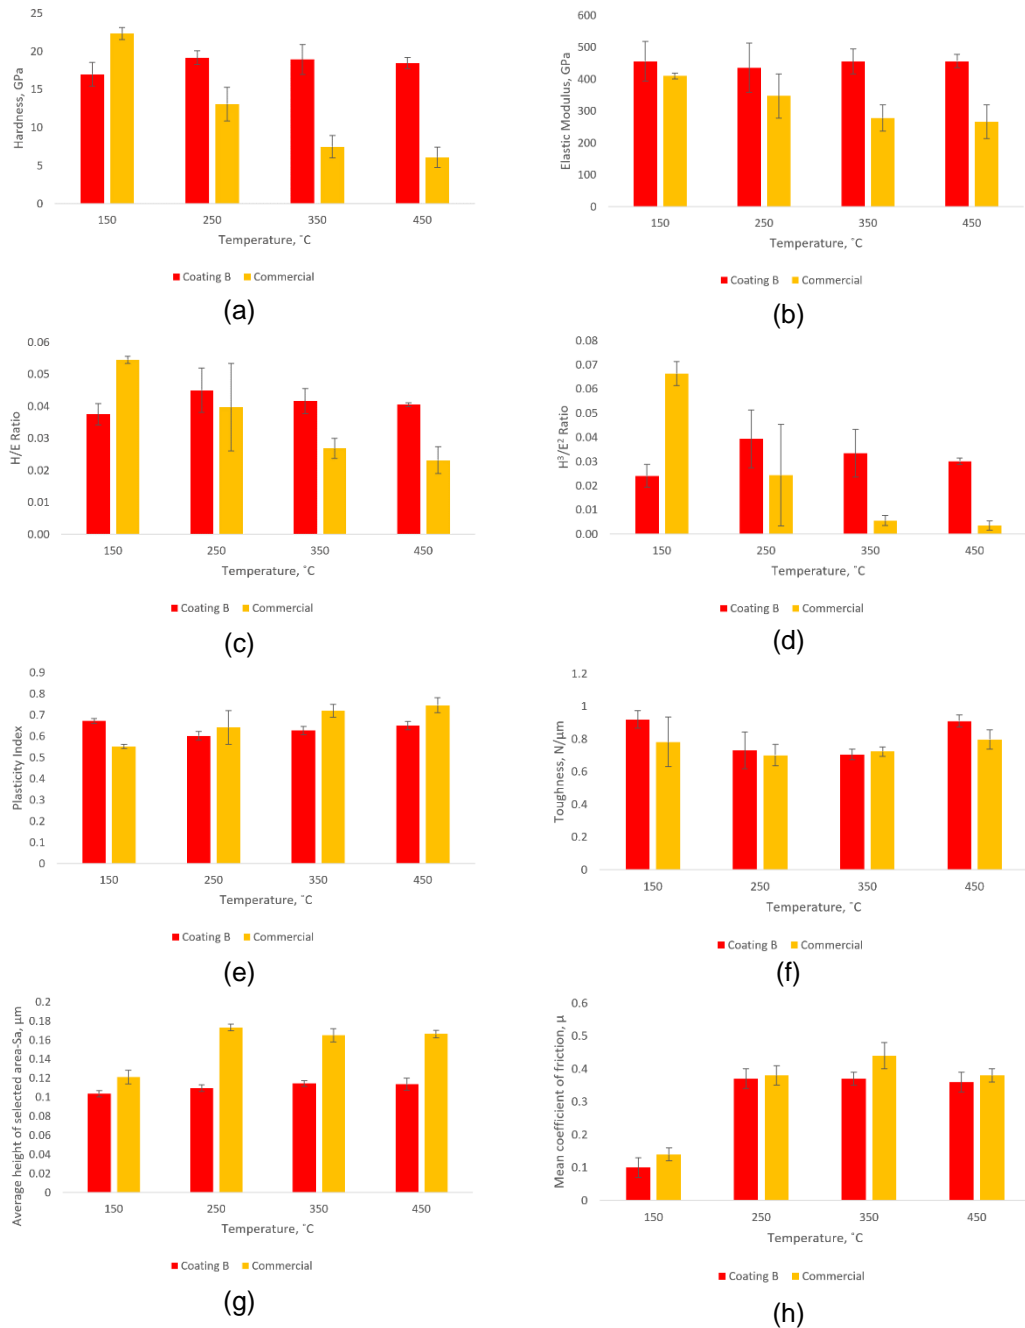 25
20
15
10
5
0
Hardness, GPa
150 250 350 450
Temperature, ˚C
Coating B Commercial
(a)
600
500
400
300
200
100
0
Elastic Modulus, GPa
150 250 350 450
Temperature, ˚C
Coating B Commercial
(b)
0.06
0.05
0.04
0.03
0.02
0.01
0.00
H/E Ratio
150 250 350 450
Temperature, ˚C
Coating B Commercial
(c)
0.08
0.07
0.06
0.05
0.04
0.03
0.02
0.01
0.00
H³/E² Ratio
150 250 350 450
Temperature, ˚C
Coating B Commercial
(d)
0.9
0.8
0.7
0.6
0.5
0.4
0.3
0.2
0.1
0
Plasticity Index
150 250 350 450
Temperature, ˚C
Coating B Commercial
(e)
1.2
1
0.8
0.6
0.4
0.2
0
Toughness, N/µm
150 250 350 450
Temperature, ˚C
Coating B Commercial
(f)
0.2
0.18
0.16
0.14
0.12
0.1
0.08
0.06
0.04
0.02
0
Average height of selected area-Sa, µm
150 250 350 450
Temperature, ˚C
Coating B Commercial
(g)
0.6
0.5
0.4
0.3
0.2
0.1
0
Mean coefficient of friction, µ
150 250 350 450
Temperature, ˚C
Coating B Commercial
(h)